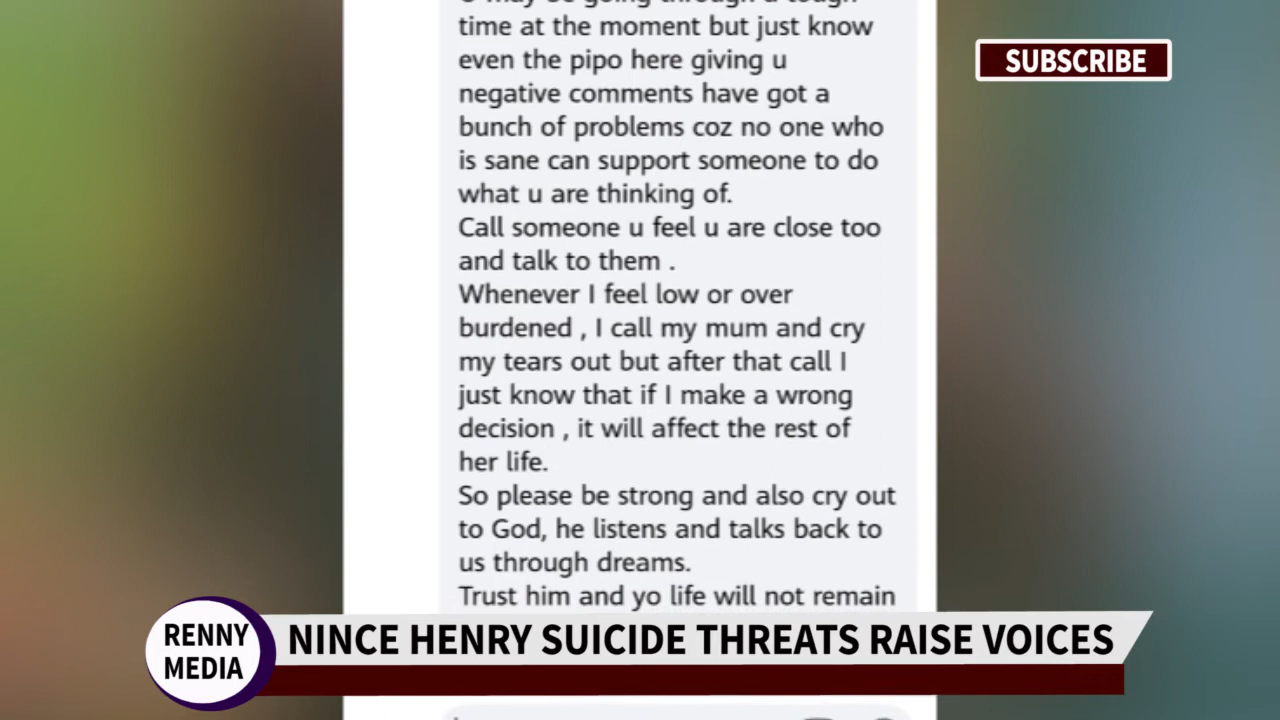 U may be going through a tough
time at the moment but just know
even the pipo here giving u
negative comments have got a
bunch of problems coz no one who
is sane can support someone to do
what u are thinking of.
Call someone u feel u are close too
and talk to them .
Whenever I feel low or over
burdened , I call my mum and cry
my tears out but after that call I
just know that if I make a wrong
decision , it will affect the rest of
her life.
So please be strong and also cry out
to God, he listens and talks back to
us through dreams.
Trust him and yo life will not remain
SUBSCRIBE
RENNY
MEDIA
NINCE HENRY SUICIDE THREATS RAISE VOICES